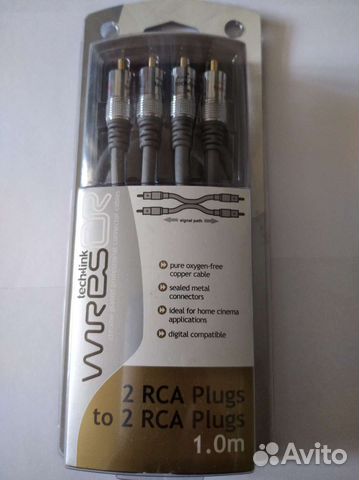 techlink
WIRESCR
signal path
pure oxygen-free
copper cable
sealed metal
connectors
ideal for home cinema
applications
digital compatible
2 RCA Plugs
to 2 RCA Plugs
1.0m
Avito